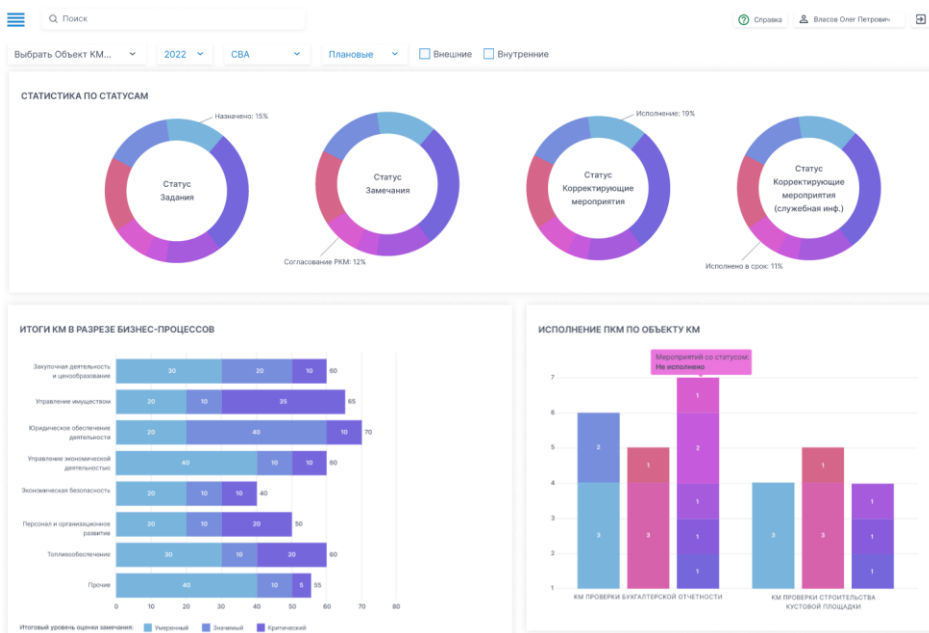 Поиск
Справка
Власов Олег Петрович
Выбрать Объект КМ...
2022
СВА
Плановые
Внешние
Внутренние
СТАТИСТИКА ПО СТАТУСАМ
Назначено: 15%
Статус
Задания
Статус
Замечания
Согласование РКМ: 12%
Исполнение: 19%
Статус
Корректирующие
мероприятия
Статус
Корректирующие
мероприятия
(служебная инф.)
Исполнено в срок: 11%
ИТОГИ КМ В РАЗРЕЗЕ БИЗНЕС-ПРОЦЕССОВ
Закупочная деятельность
и ценообразование
30 20 10 60
Управление имуществом
20 10 35 65
Юридическое обеспечение
деятельности
20 40 10 70
Управление экономической
деятельностью
40 10 10 60
Экономическая безопасность
20 10 10 40
Персонал и организационное
развитие
20 10 20 50
Топливообеспечение
30 10 20 60
Прочие
40 10 5 55
0 10 20 30 40 50 60 70 80
Итоговый уровень оценки замечания: Умеренный Значимый Критический
ИСПОЛНЕНИЕ ПКМ ПО ОБЪЕКТУ КМ
Мероприятий со статусом:
Не исполнено
7
6
5
4
3
2
1
2
3
1
3
1
2
1
1
1
3
1
3
1
1
1
КМ ПРОВЕРКИ БУХГАЛТЕРСКОЙ ОТЧЕТНОСТИ
КМ ПРОВЕРКИ СТРОИТЕЛЬСТВА
КУСТОВОЙ ПЛОЩАДКИ